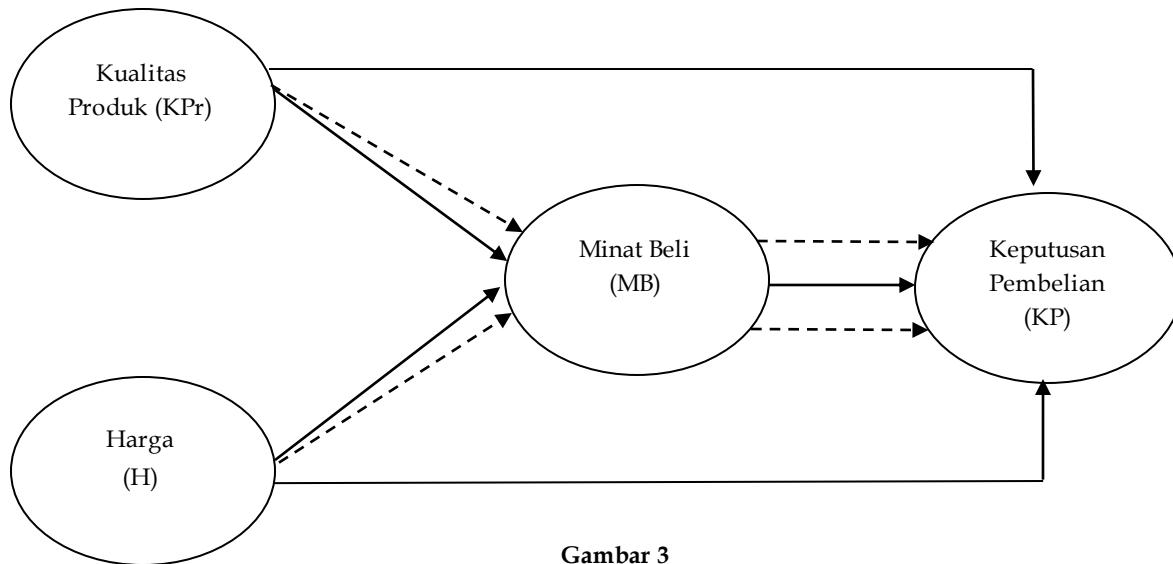 Kualitas
Produk (KPr)
Minat Beli
(MB)
Keputusan
Pembelian
(KP)
Harga
(H)
Gambar 3